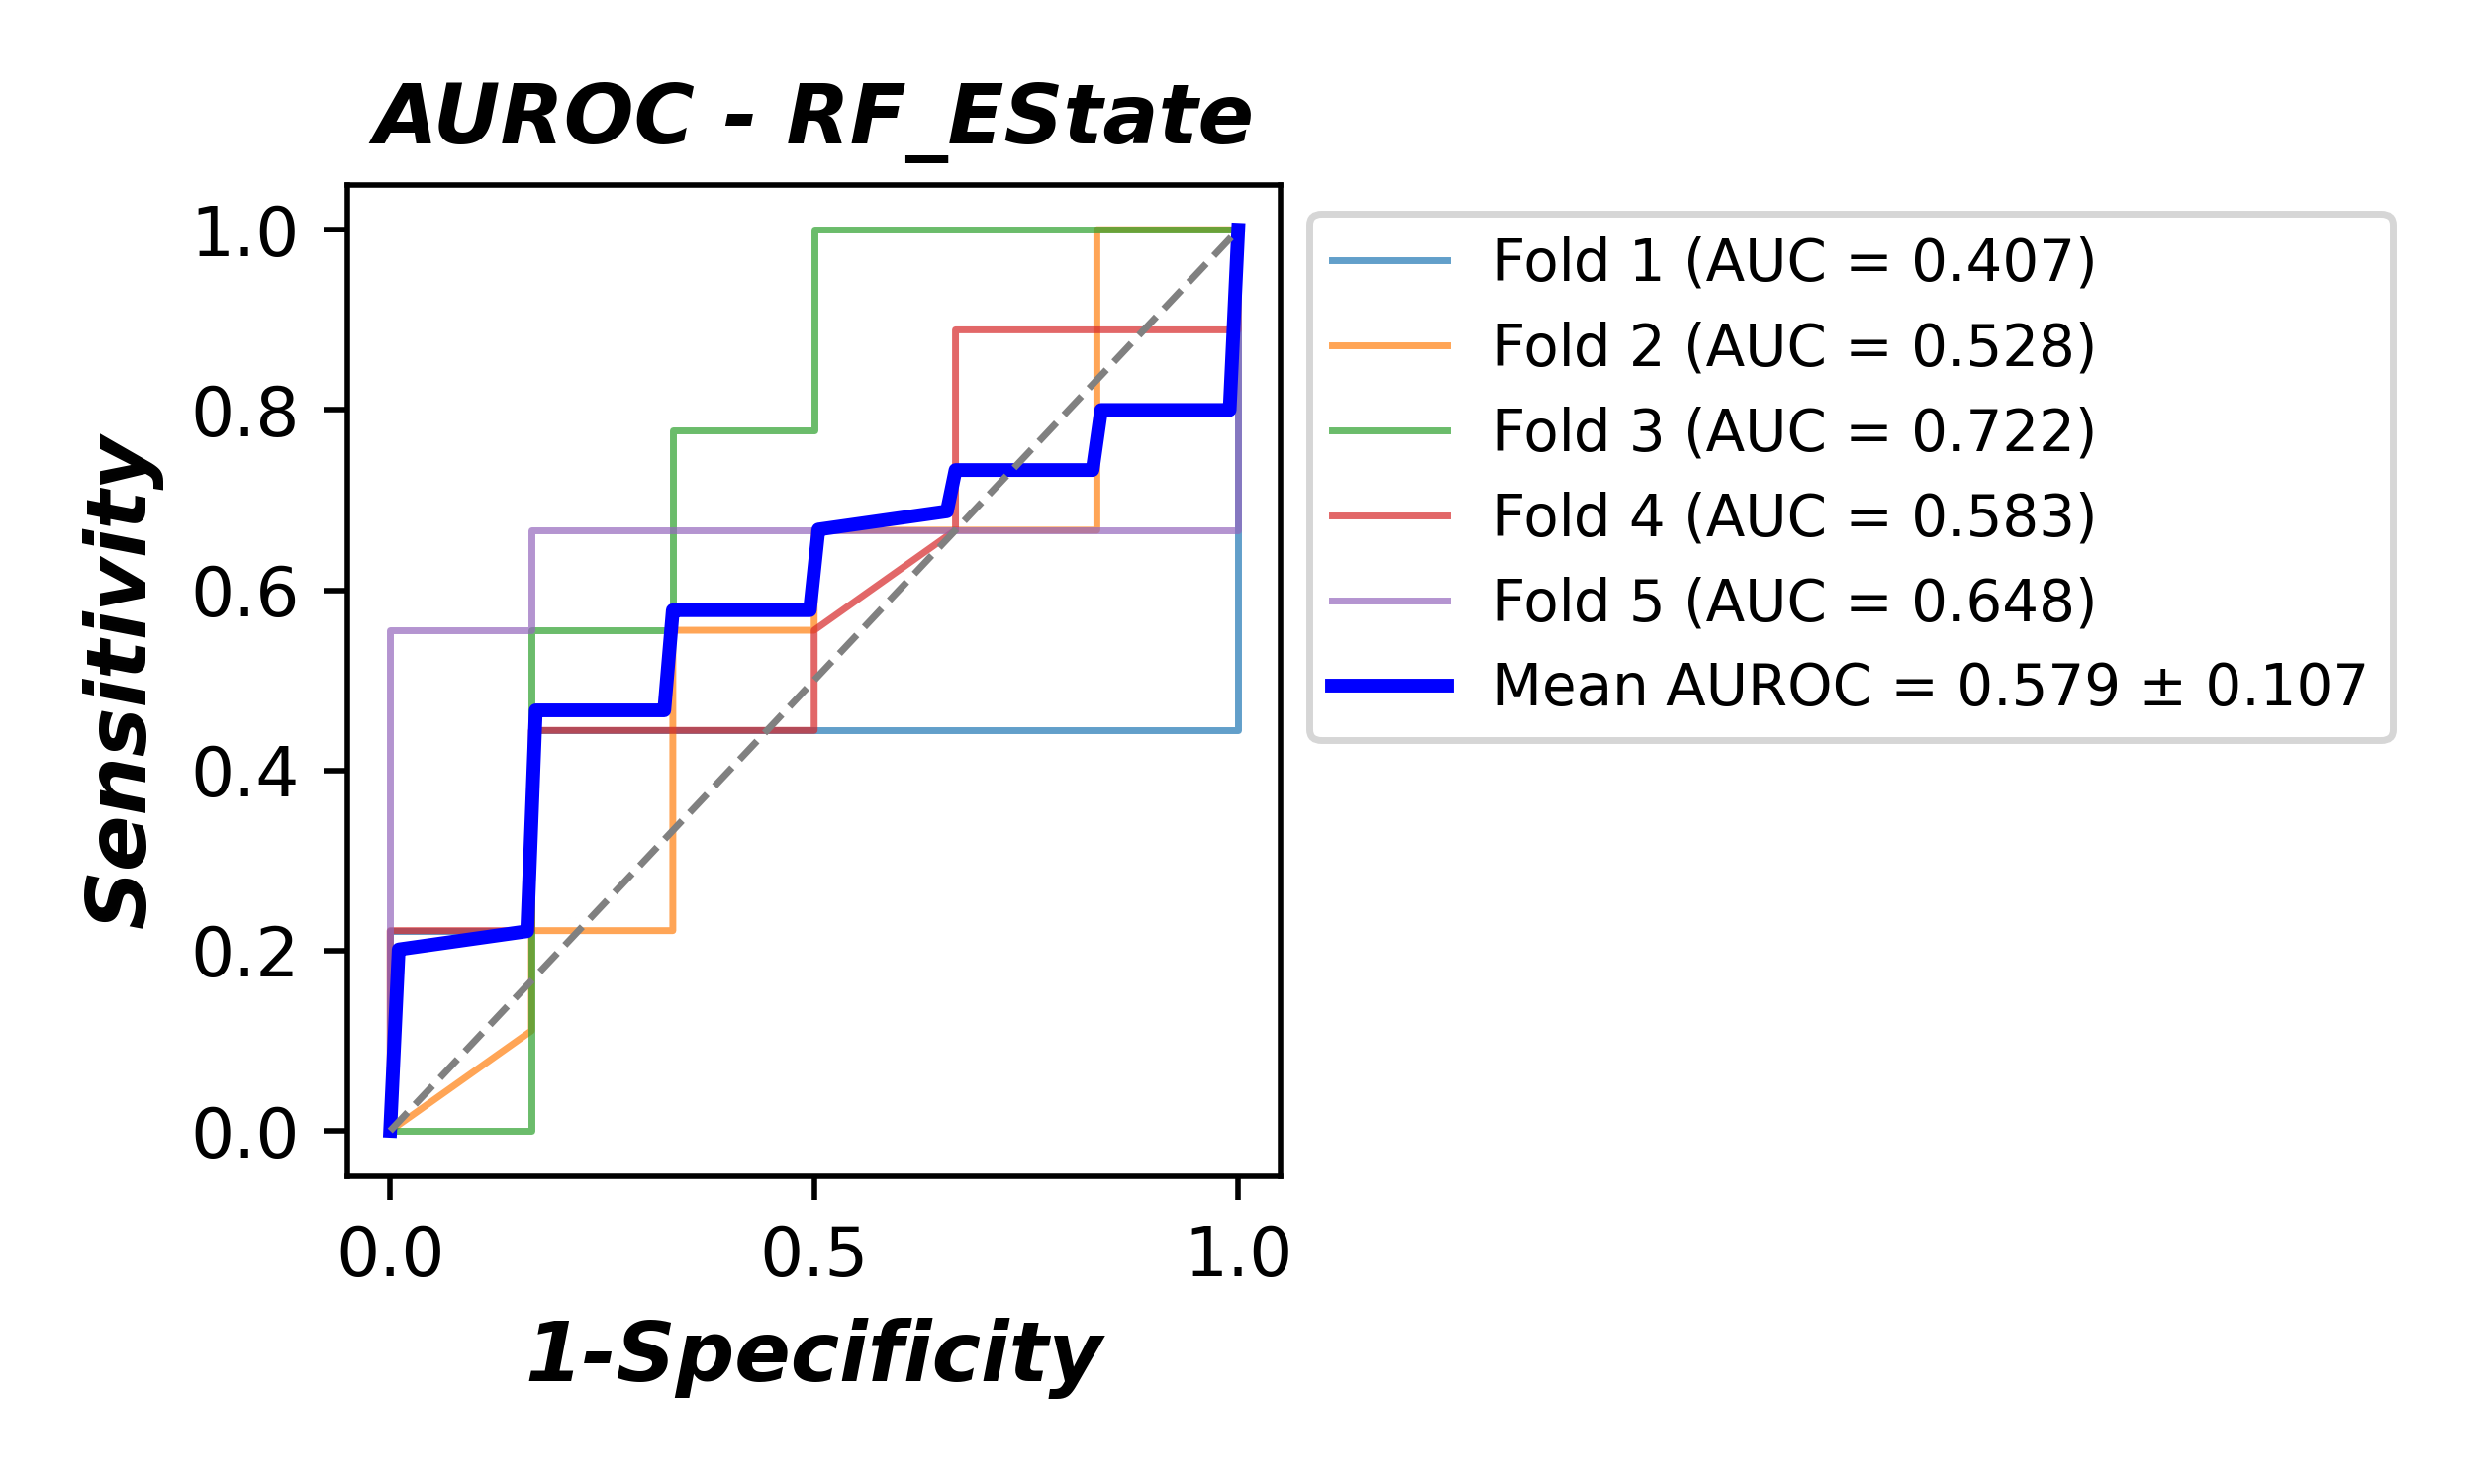 AUROC - RF_EState
Sensitivity
1.0
0.8
0.6
0.4
0.2
0.0
0.0 0.5 1.0
1-Specificity
Fold 1 (AUC = 0.407)
Fold 2 (AUC = 0.528)
Fold 3 (AUC = 0.722)
Fold 4 (AUC = 0.583)
Fold 5 (AUC = 0.648)
Mean AUROC = 0.579 ± 0.107